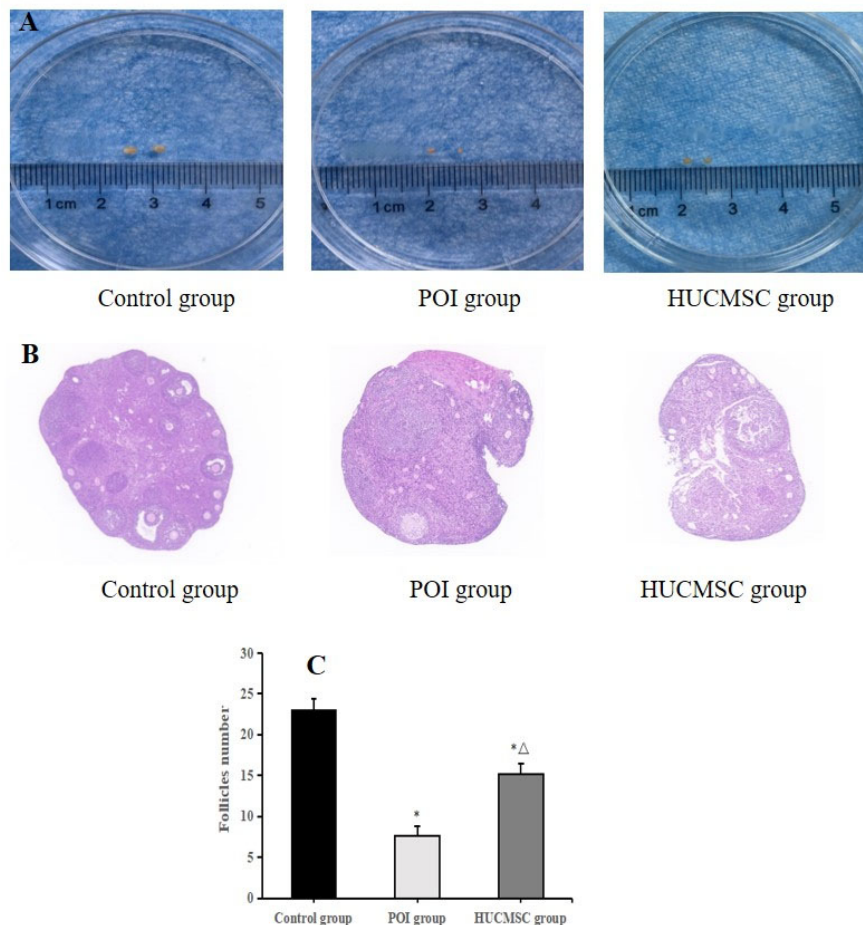 A
1 cm 2 3 4 5
1 cm 2 3 4
2 3 4 5
Control group POI group HUCMSC group
B
Control group POI group HUCMSC group
C
Follicles number
30
25
20
15
10
5
0
*
*△
Control group POI group HUCMSC group